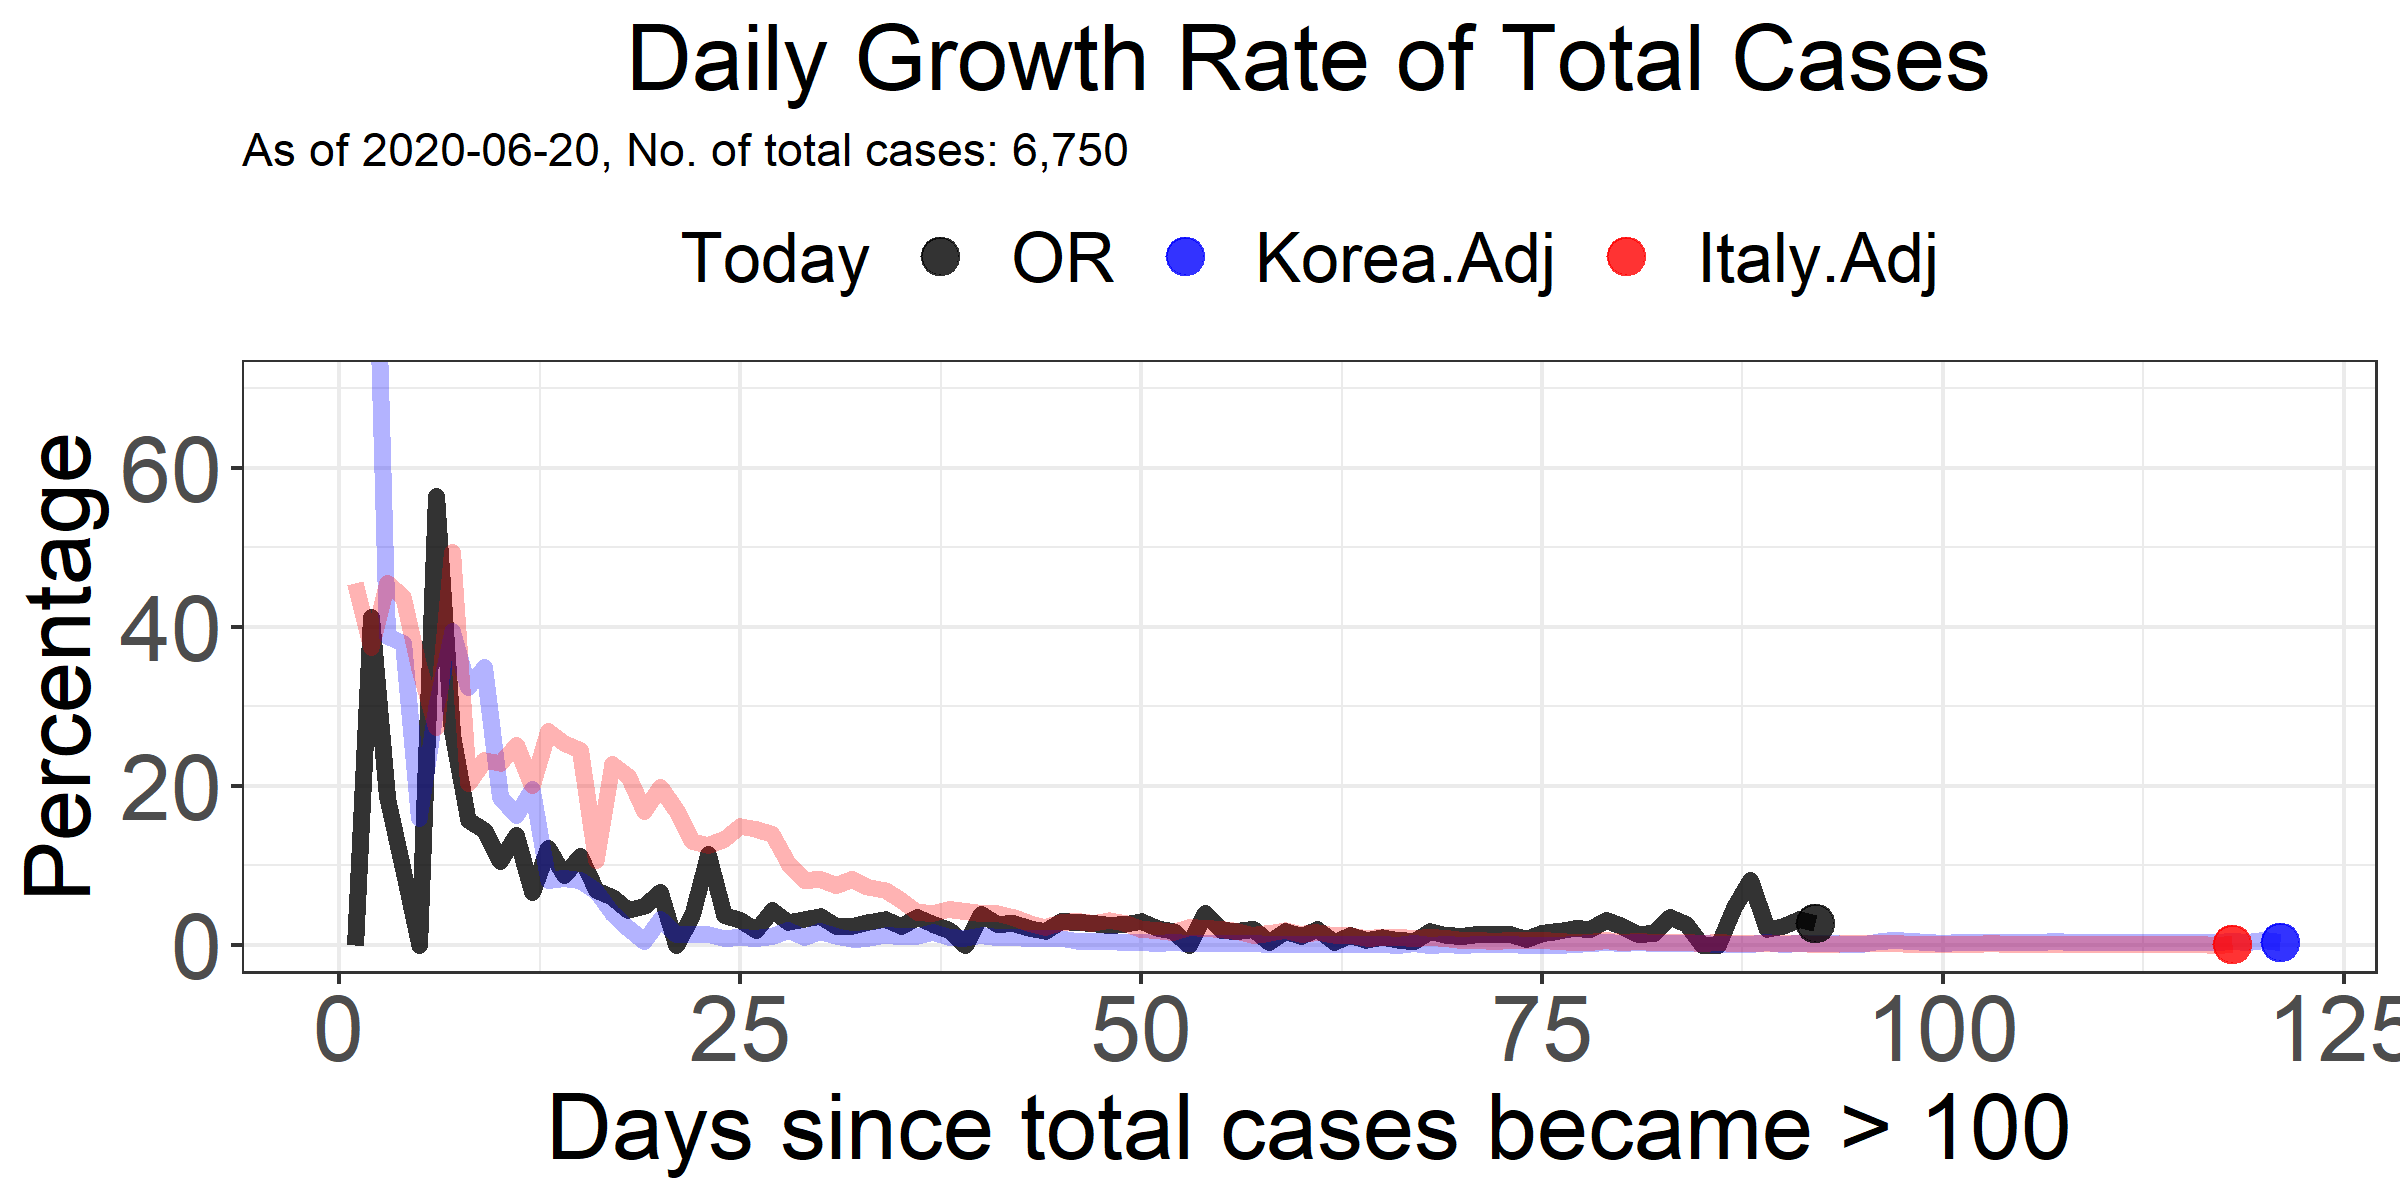 Daily Growth Rate of Total Cases
As of 2020-06-20, No. of total cases: 6,750
Today OR Korea.Adj Italy.Adj
Percentage
60
40
20
0
0 25 50 75 100 125
Days since total cases became > 100